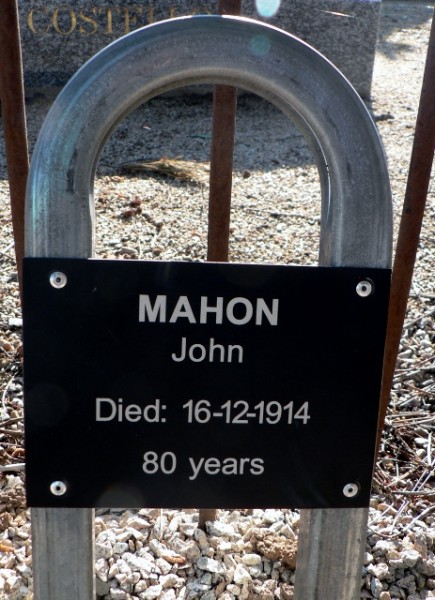 MAHON
John
Died: 16-12-1914
80 years